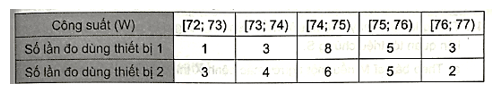 Công suất (W) [72; 73) [73; 74) [74; 75) [75; 76) [76; 77)
Số lần đo dùng thiết bị 1 1 3 8 5 3
Số lần đo dùng thiết bị 2 3 4 6 5 2